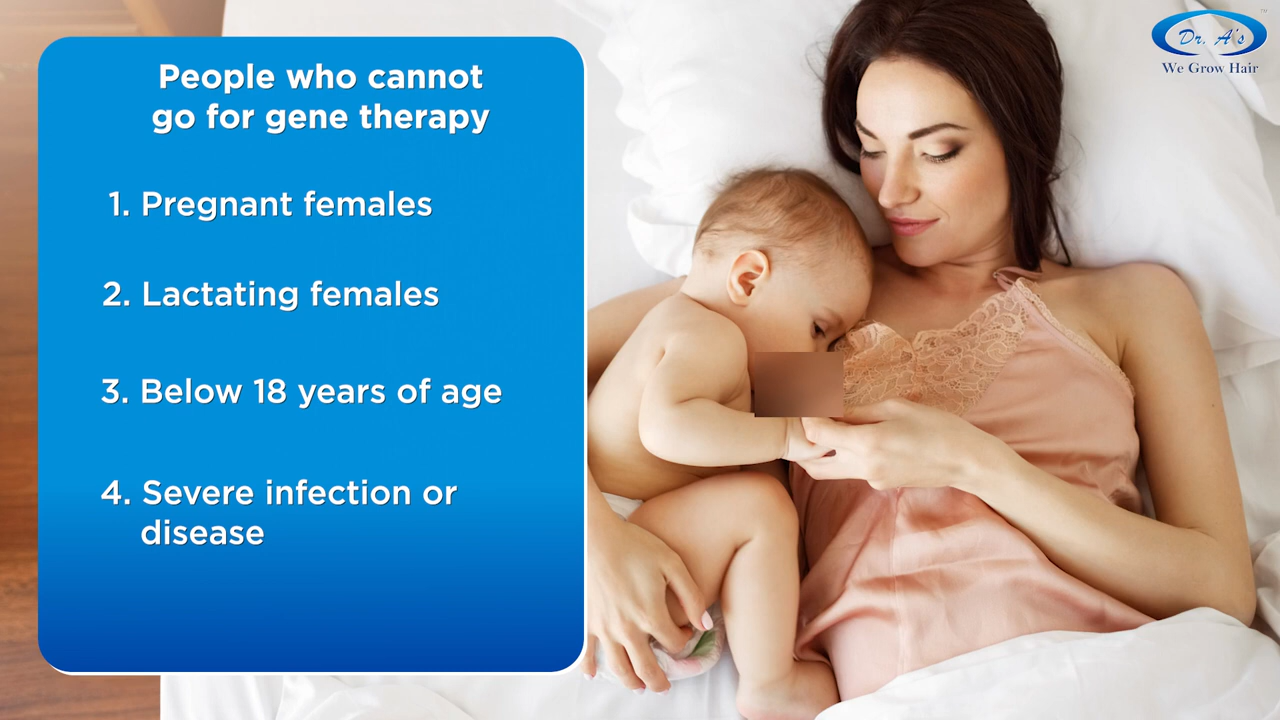 People who cannot
go for gene therapy
1. Pregnant females
2. Lactating females
3. Below 18 years of age
4. Severe infection or
disease
Dr. A's
We Grow Hair
TM